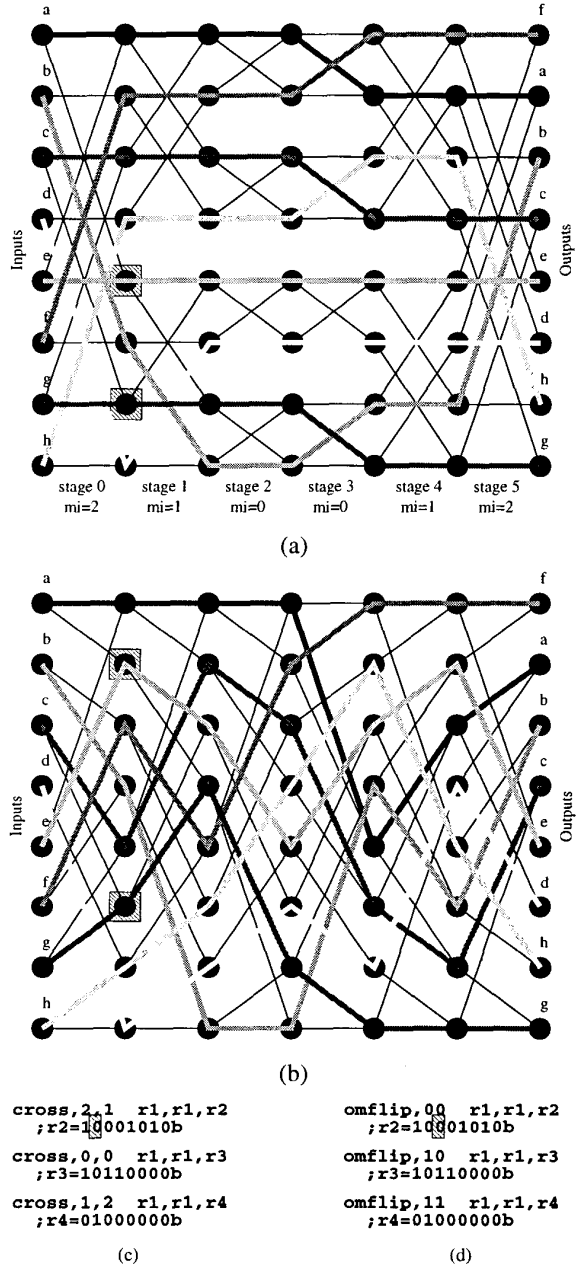 a f
b a
c b
d c
e e
f d
g h
h g
Inputs
Outputs
stage 0 stage 1 stage 2 stage 3 stage 4 stage 5
mi=2 mi=1 mi=0 mi=0 mi=1 mi=2
(a)
a f
b a
c b
d c
e e
f d
g h
h g
Inputs
Outputs
(b)
cross,2,1 r1,r1,r2
;r2=10001010b
cross,0,0 r1,r1,r3
;r3=10110000b
cross,1,2 r1,r1,r4
;r4=01000000b
(c)
omflip,00 r1,r1,r2
;r2=10001010b
omflip,10 r1,r1,r3
;r3=10110000b
omflip,11 r1,r1,r4
;r4=01000000b
(d)